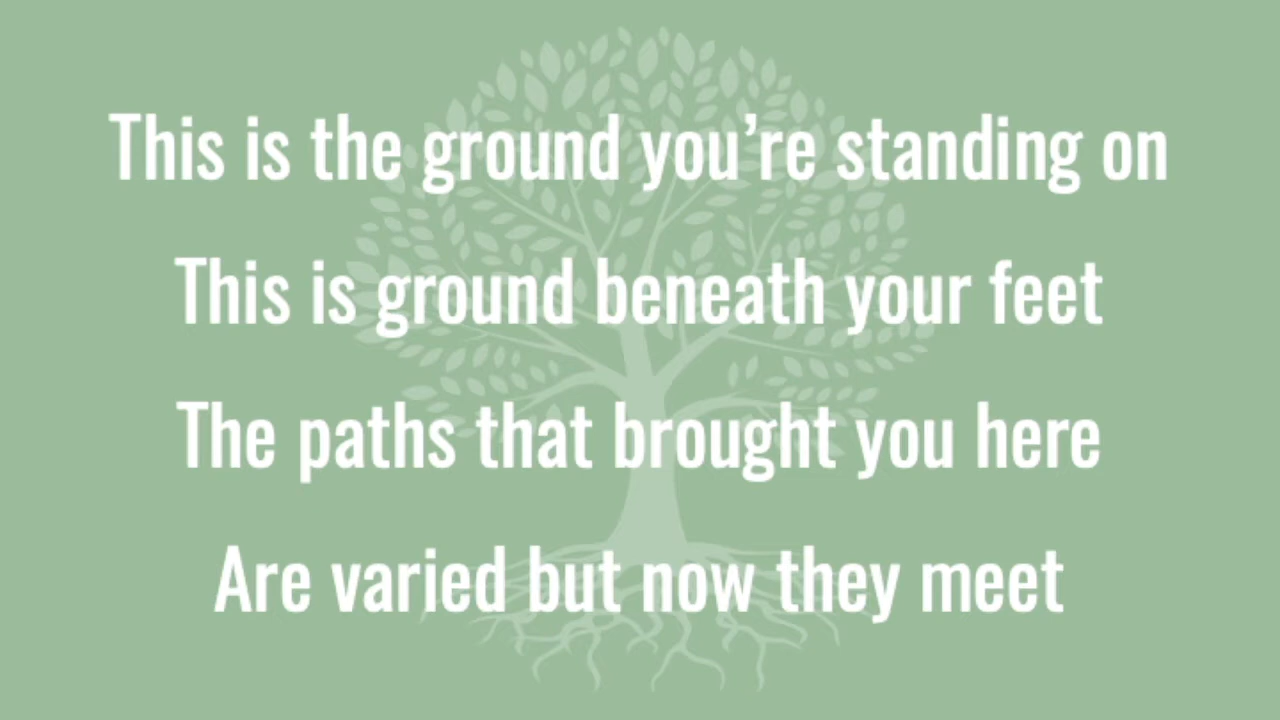 This is the ground you’re standing on
This is ground beneath your feet
The paths that brought you here
Are varied but now they meet